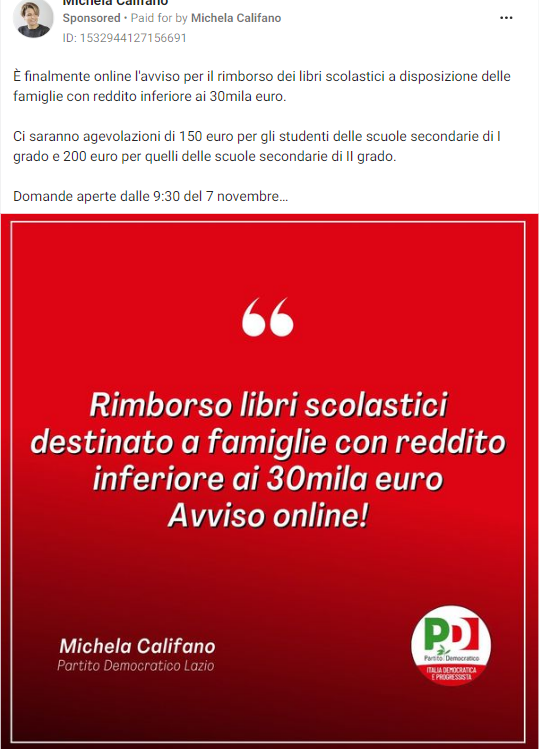 Michela Califano
Sponsored • Paid for by Michela Califano
ID: 1532944127156691
È finalmente online l'avviso per il rimborso dei libri scolastici a disposizione delle
famiglie con reddito inferiore ai 30mila euro.
Ci saranno agevolazioni di 150 euro per gli studenti delle scuole secondarie di I
grado e 200 euro per quelli delle scuole secondarie di II grado.
Domande aperte dalle 9:30 del 7 novembre...
Rimborso libri scolastici
destinato a famiglie con reddito
inferiore ai 30mila euro
Avviso online!
Michela Califano
Partito Democratico Lazio
PD
Partito Democratico
ITALIA DEMOCRATICA
E PROGRESSISTA